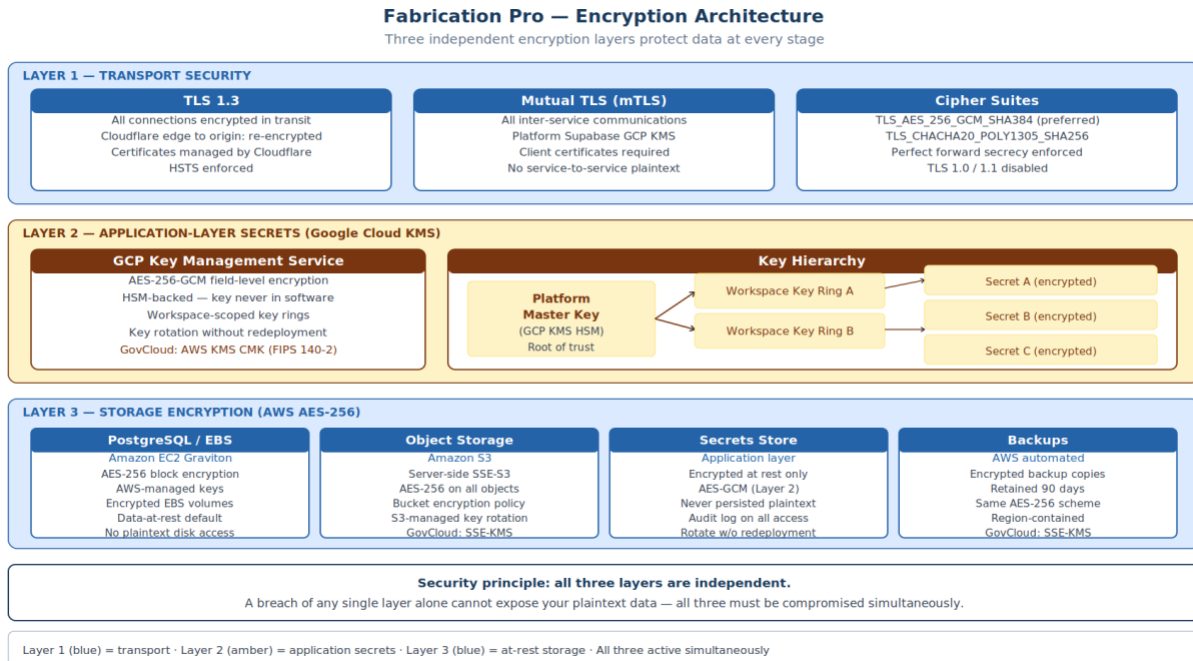 Fabrication Pro — Encryption Architecture
Three independent encryption layers protect data at every stage
LAYER 1 — TRANSPORT SECURITY
TLS 1.3
All connections encrypted in transit
Cloudflare edge to origin: re-encrypted
Certificates managed by Cloudflare
HSTS enforced
Mutual TLS (mTLS)
All inter-service communications
Platform Supabase GCP KMS
Client certificates required
No service-to-service plaintext
Cipher Suites
TLS_AES_256_GCM_SHA384 (preferred)
TLS_CHACHA20_POLY1305_SHA256
Perfect forward secrecy enforced
TLS 1.0 / 1.1 disabled
LAYER 2 — APPLICATION-LAYER SECRETS (Google Cloud KMS)
GCP Key Management Service
AES-256-GCM field-level encryption
HSM-backed — key never in software
Workspace-scoped key rings
Key rotation without redeployment
GovCloud: AWS KMS CMK (FIPS 140-2)
Key Hierarchy
Platform
Master Key
(GCP KMS HSM)
Root of trust
Workspace Key Ring A
Workspace Key Ring B
Secret A (encrypted)
Secret B (encrypted)
Secret C (encrypted)
LAYER 3 — STORAGE ENCRYPTION (AWS AES-256)
PostgreSQL / EBS
Amazon EC2 Graviton
AES-256 block encryption
AWS-managed keys
Encrypted EBS volumes
Data-at-rest default
No plaintext disk access
Object Storage
Amazon S3
Server-side SSE-S3
AES-256 on all objects
Bucket encryption policy
S3-managed key rotation
GovCloud: SSE-KMS
Secrets Store
Application layer
Encrypted at rest only
AES-GCM (Layer 2)
Never persisted plaintext
Audit log on all access
Rotate w/o redeployment
Backups
AWS automated
Encrypted backup copies
Retained 90 days
Same AES-256 scheme
Region-contained
GovCloud: SSE-KMS
Security principle: all three layers are independent.
A breach of any single layer alone cannot expose your plaintext data — all three must be compromised simultaneously.
Layer 1 (blue) = transport · Layer 2 (amber) = application secrets · Layer 3 (blue) = at-rest storage · All three active simultaneously